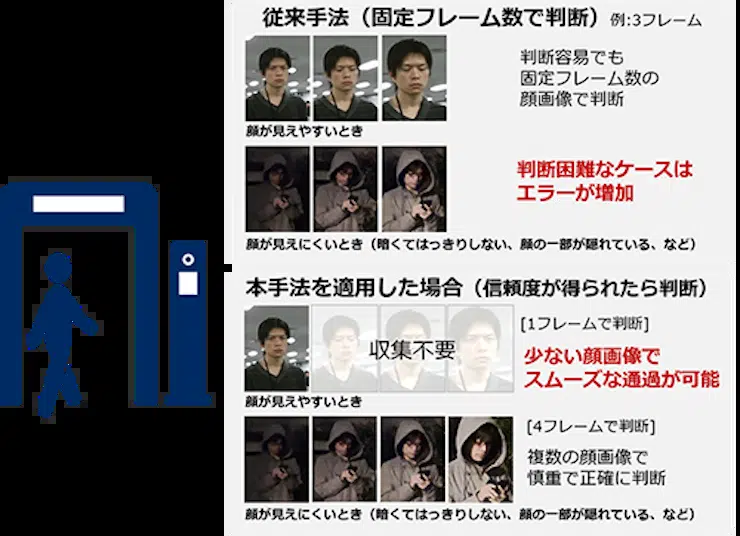 従来手法（固定フレーム数で判断）例:3フレーム
判断容易でも
固定フレーム数の
顔画像で判断
顔が見えやすいとき
判断困難なケースは
エラーが増加
顔が見えにくいとき（暗くてはっきりしない、顔の一部が隠れている、など）
本手法を適用した場合（信頼度が得られたら判断）
収集不要
[1フレームで判断]
少ない顔画像で
スムーズな通過が可能
顔が見えやすいとき
[4フレームで判断]
複数の顔画像で
慎重で正確に判断
顔が見えにくいとき（暗くてはっきりしない、顔の一部が隠れている、など）